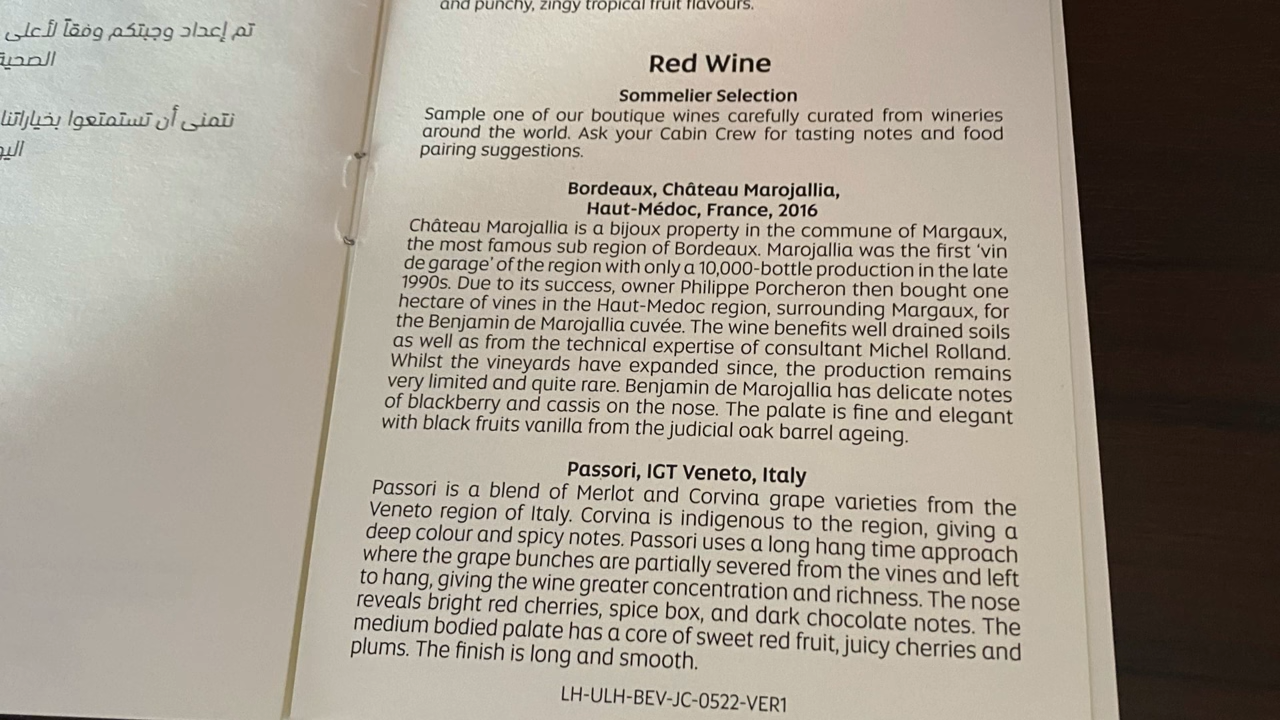 تم إعداد وجبتكم وفقاً لأعلى
الصحية
نتمنى أن تستمتعوا بخياراتنا
and punchy, zingy tropical fruit flavours.
Red Wine
Sommelier Selection
Sample one of our boutique wines carefully curated from wineries
around the world. Ask your Cabin Crew for tasting notes and food
pairing suggestions.
Bordeaux, Château Marojallia,
Haut-Médoc, France, 2016
Château Marojallia is a bijoux property in the commune of Margaux,
the most famous sub region of Bordeaux. Marojallia was the first ‘vin
de garage’ of the region with only a 10,000-bottle production in the late
1990s. Due to its success, owner Philippe Porcheron then bought one
hectare of vines in the Haut-Medoc region, surrounding Margaux, for
the Benjamin de Marojallia cuvée. The wine benefits well drained soils
as well as from the technical expertise of consultant Michel Rolland.
Whilst the vineyards have expanded since, the production remains
very limited and quite rare. Benjamin de Marojallia has delicate notes
of blackberry and cassis on the nose. The palate is fine and elegant
with black fruits vanilla from the judicial oak barrel ageing.
Passori, IGT Veneto, Italy
Passori is a blend of Merlot and Corvina grape varieties from the
Veneto region of Italy. Corvina is indigenous to the region, giving a
deep colour and spicy notes. Passori uses a long hang time approach
where the grape bunches are partially severed from the vines and left
to hang, giving the wine greater concentration and richness. The nose
reveals bright red cherries, spice box, and dark chocolate notes. The
medium bodied palate has a core of sweet red fruit, juicy cherries and
plums. The finish is long and smooth.
LH-ULH-BEV-JC-0522-VER1